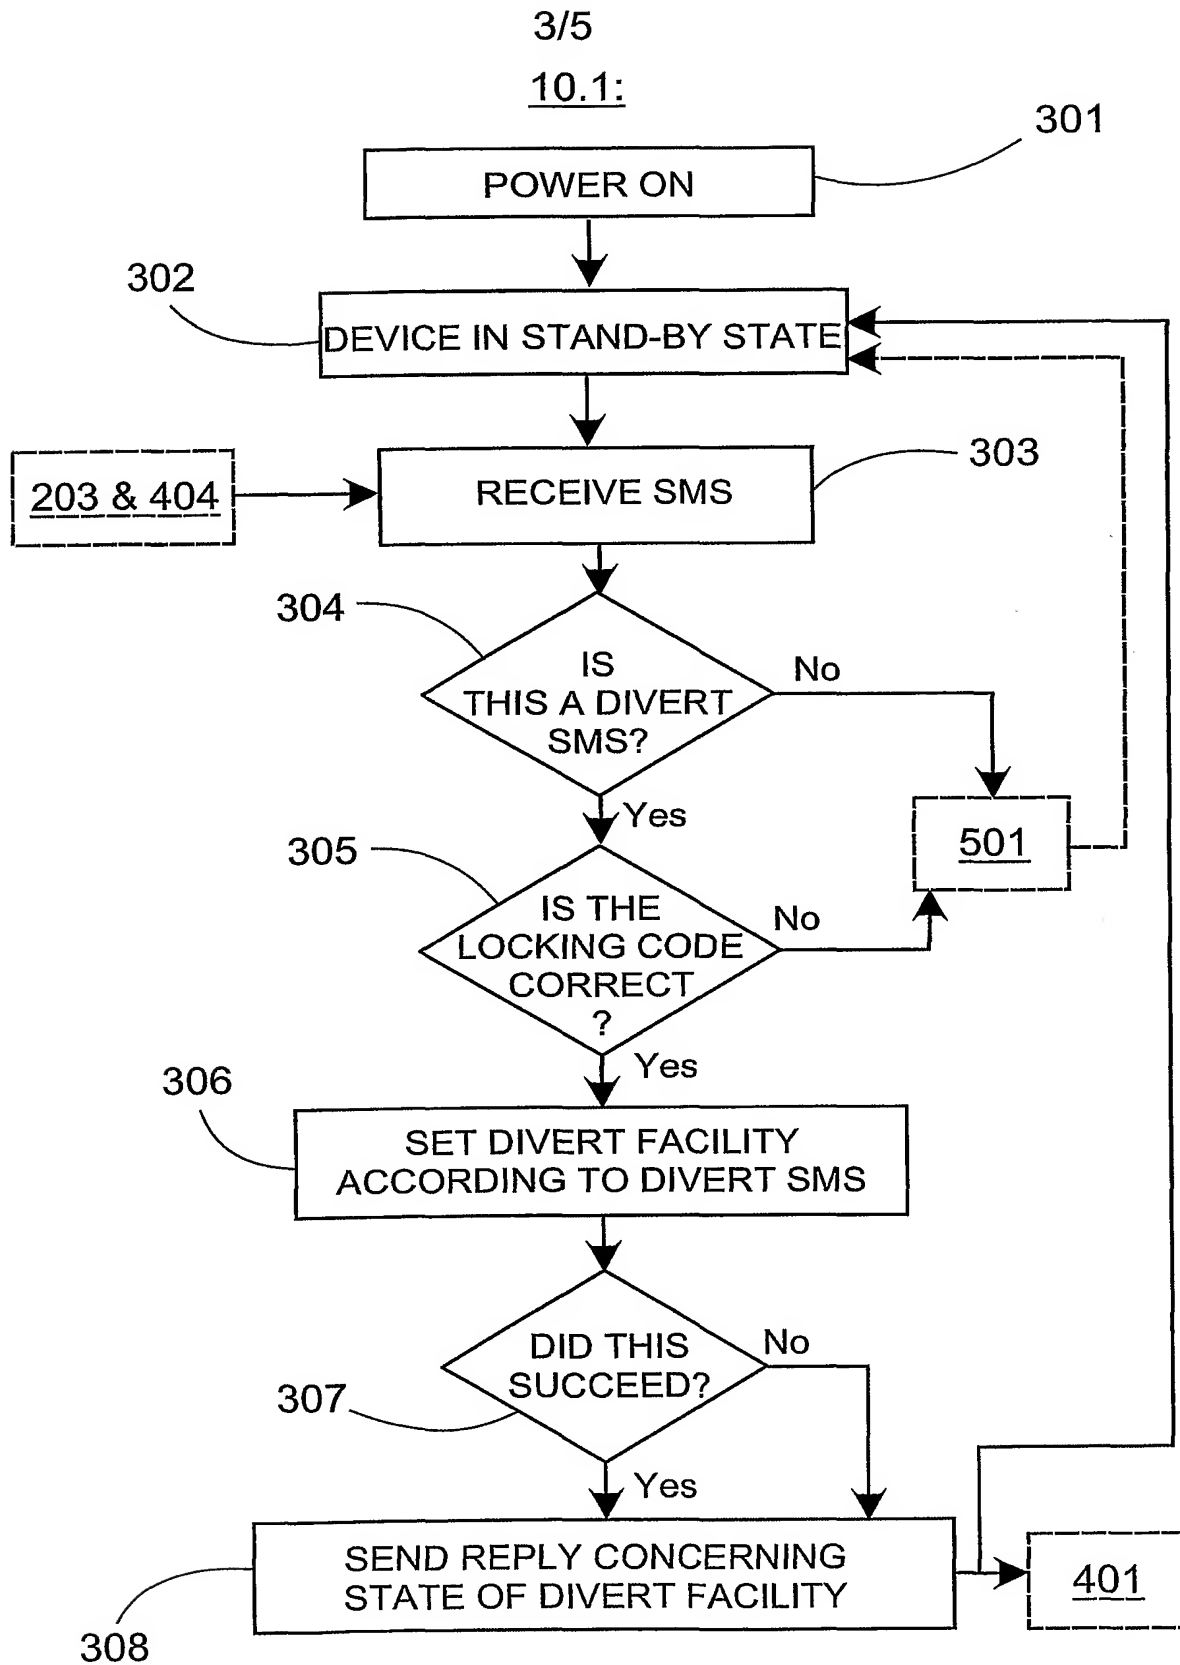 3/5
10.1:
301
POWER ON
302
DEVICE IN STAND-BY STATE
303
203 & 404
RECEIVE SMS
304
IS
THIS A DIVERT
SMS?
No
Yes
501
305
IS THE
LOCKING CODE
CORRECT
?
No
Yes
306
SET DIVERT FACILITY
ACCORDING TO DIVERT SMS
DID THIS
SUCCEED?
No
307
Yes
SEND REPLY CONCERNING
STATE OF DIVERT FACILITY
401
308